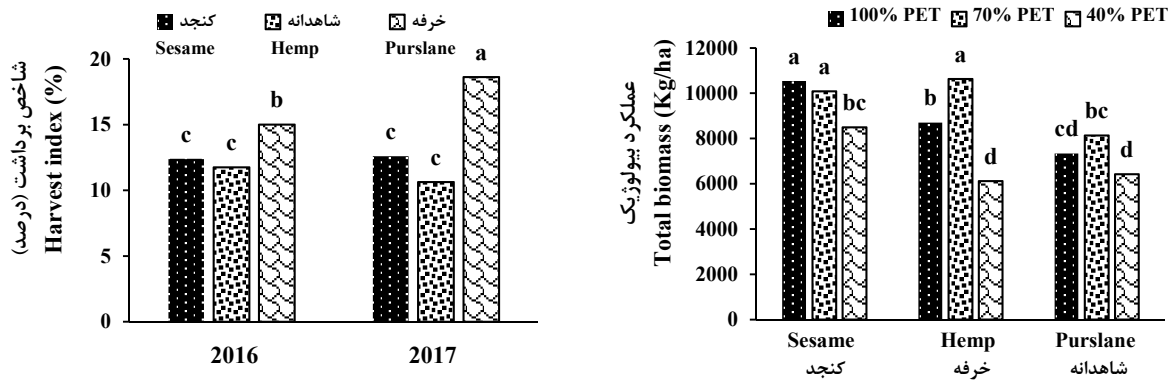 کنجد شاهدانه خرفه
Sesame Hemp Purslane
شاخص برداشت (درصد)
Harvest index (%)
20
15
10
5
0
c c b
c c a
2016 2017
100% PET 70% PET 40% PET
عملکرد بیولوژیک
Total biomass (Kg/ha)
12000
10000
8000
6000
4000
2000
0
a a bc
b a d
cd bc d
Sesame Hemp Purslane
کنجد خرفه شاهدانه